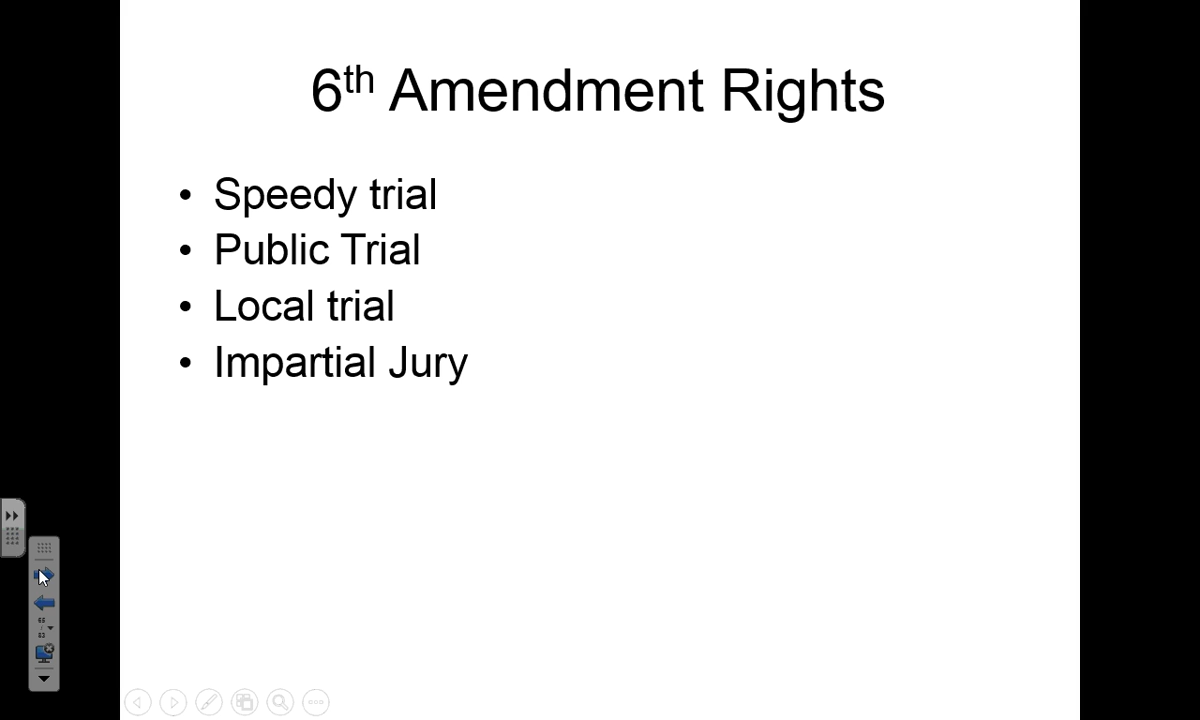 6th Amendment Rights
• Speedy trial
• Public Trial
• Local trial
• Impartial Jury